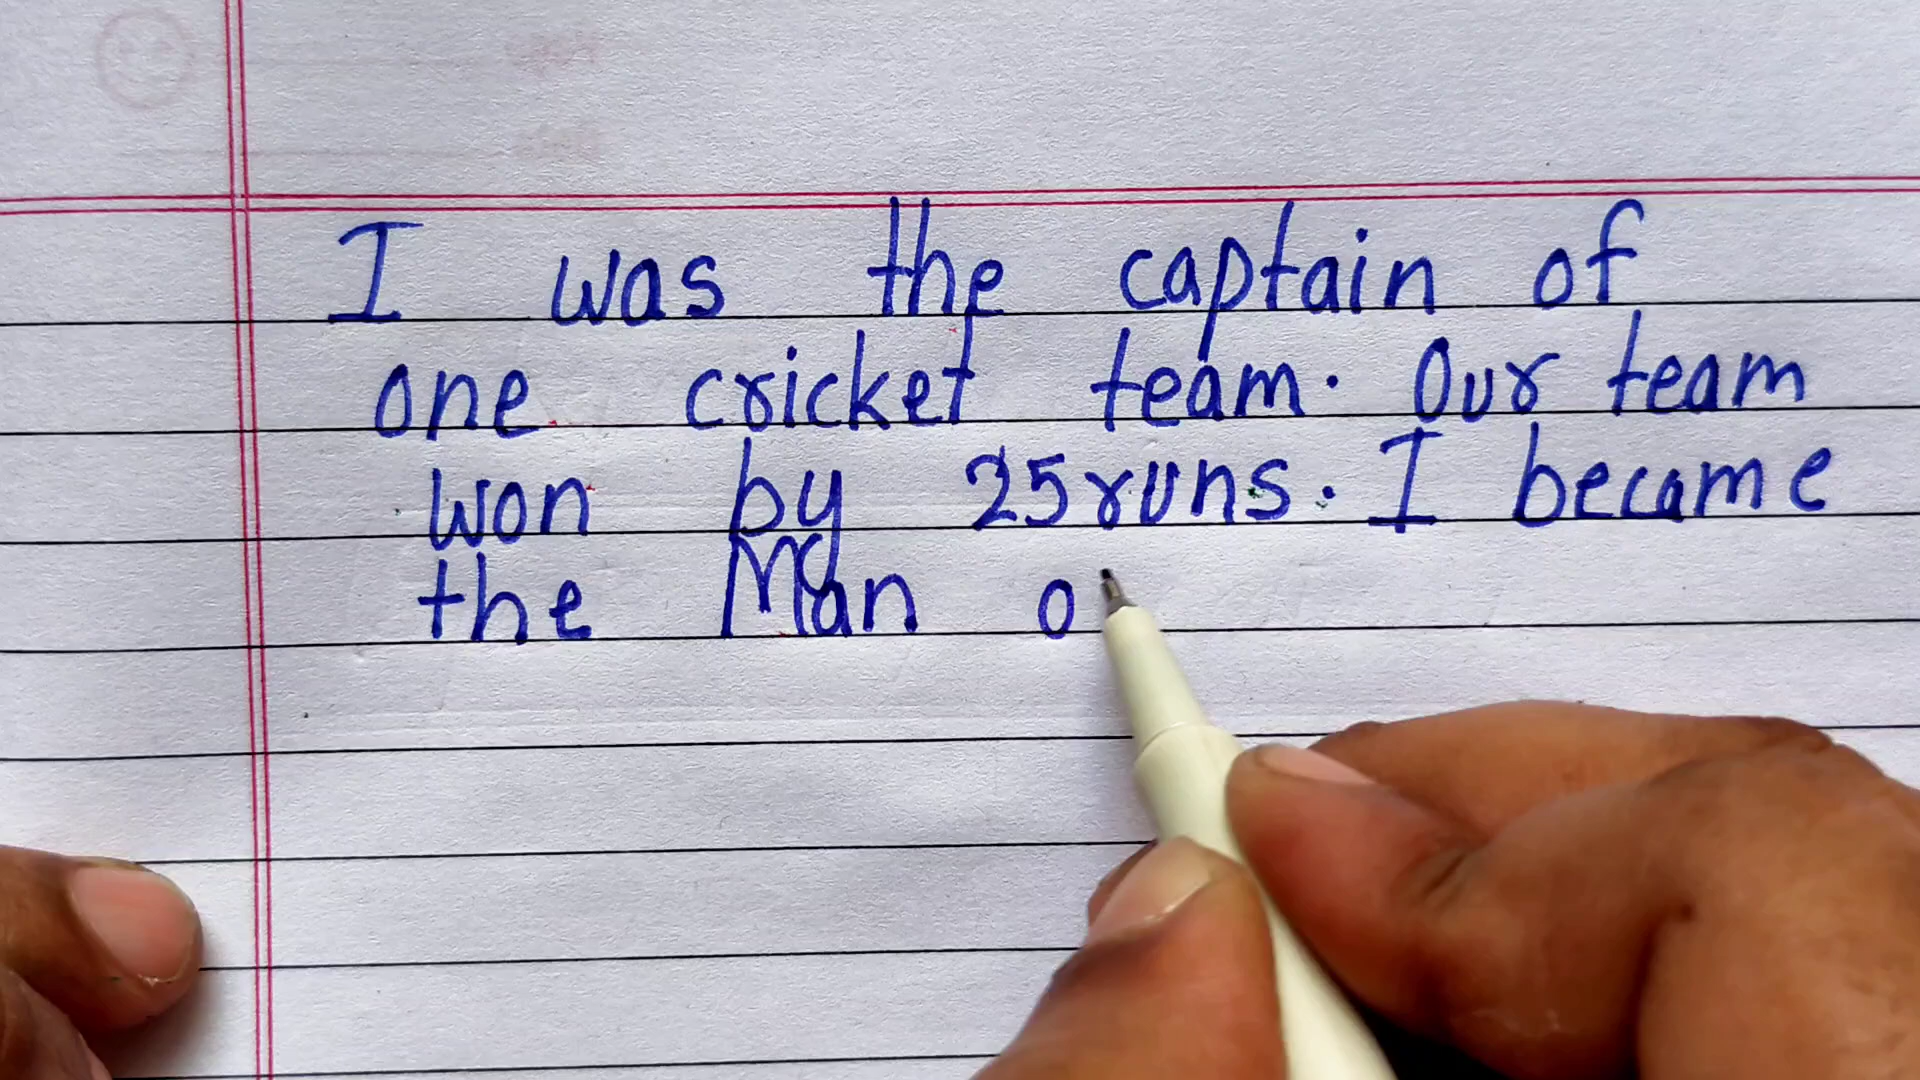 I was the captain of
one cricket team. Our team
won by 25 runs. I became
the Man o